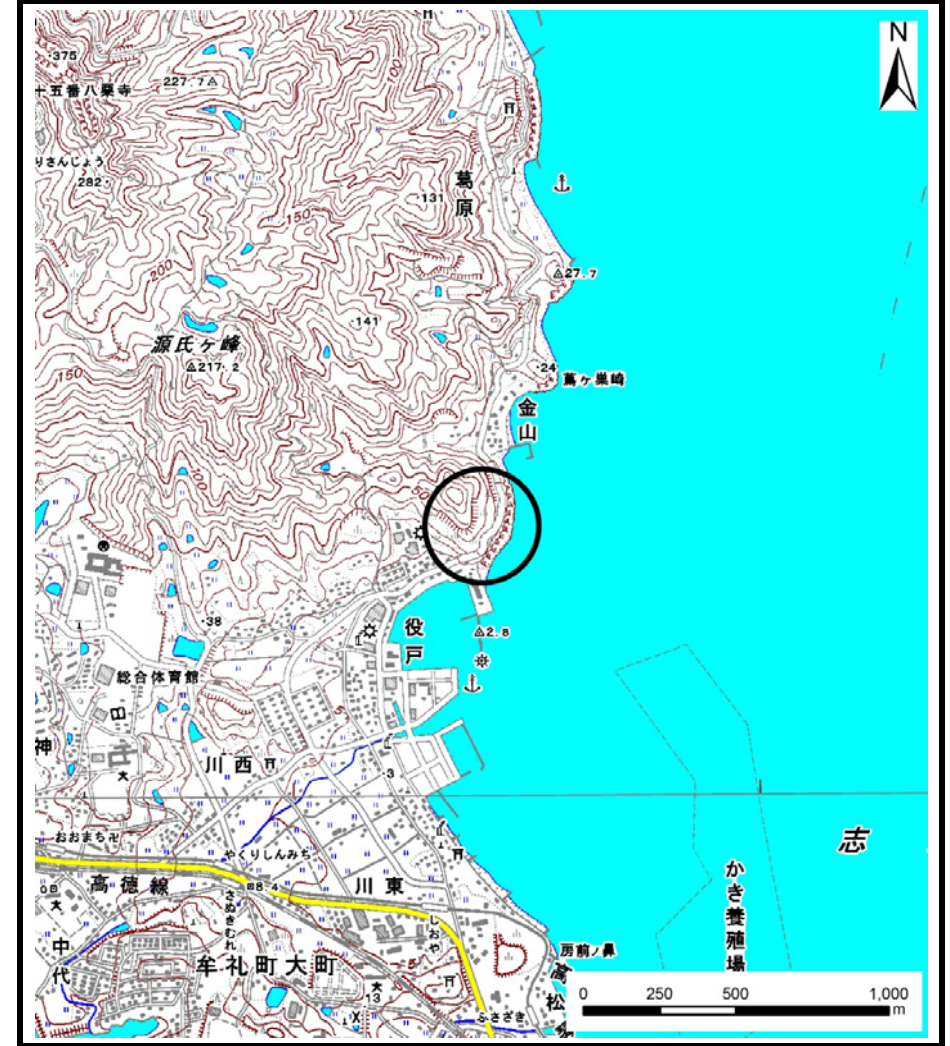 N
375
227.7
十五番八栗寺
りさんじょう
282
葛原
131
150
100
200
27.7
141
源氏ヶ峰
217.2
150
24
蔦ヶ巣崎
金山
100
50
38
役戸
2.8
総合体育館
神
川西
3
志
おおまち
やくりしんみち
高徳線
8.4
川東
かき養殖場
さぬきむれ
しおや
中代
牟礼町大町
房前ノ鼻
高松
13
ふさざき
0 250 500 1,000
m